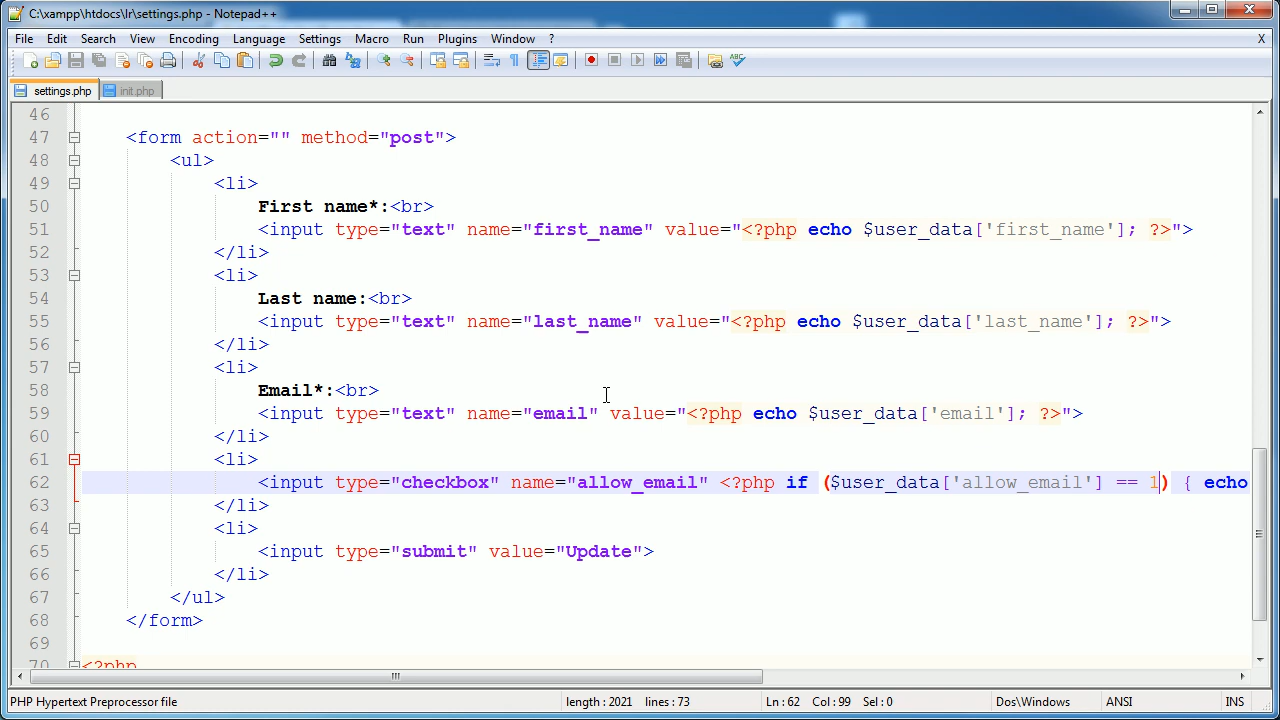 C:\xampp\htdocs\lr\settings.php - Notepad++
File Edit Search View Encoding Language Settings Macro Run Plugins Window ? X
settings.php init.php
46
47 <form action="" method="post">
48 <ul>
49 <li>
50 First name*:<br>
51 <input type="text" name="first_name" value="<?php echo $user_data['first_name']; ?>">
52 </li>
53 <li>
54 Last name:<br>
55 <input type="text" name="last_name" value="<?php echo $user_data['last_name']; ?>">
56 </li>
57 <li>
58 Email*:<br>
59 <input type="text" name="email" value="<?php echo $user_data['email']; ?>">
60 </li>
61 <li>
62 <input type="checkbox" name="allow_email" <?php if ($user_data['allow_email'] == 1) { echo
63 </li>
64 <li>
65 <input type="submit" value="Update">
66 </li>
67 </ul>
68 </form>
69
70 <?php
PHP Hypertext Preprocessor file length : 2021 lines : 73 Ln : 62 Col : 99 Sel : 0 Dos\Windows ANSI INS